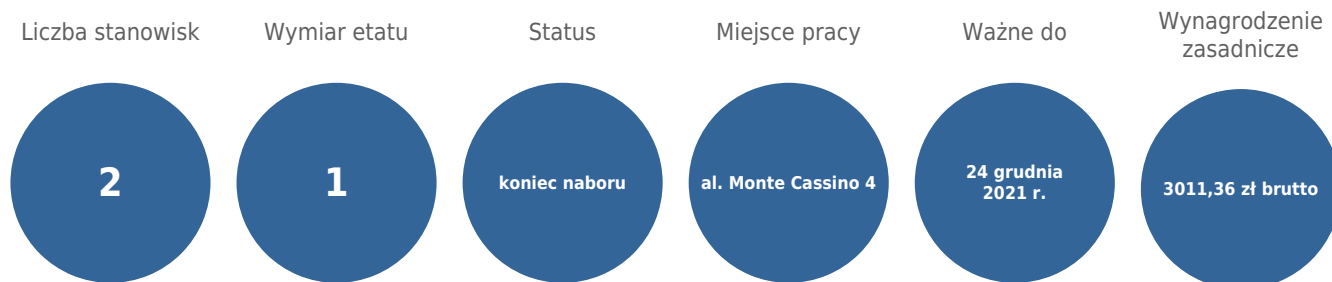 Liczba stanowisk
2
Wymiar etatu
1
Status
koniec naboru
Miejsce pracy
al. Monte Cassino 4
Ważne do
24 grudnia
2021 r.
Wynagrodzenie
zasadnicze
3011,36 zł brutto